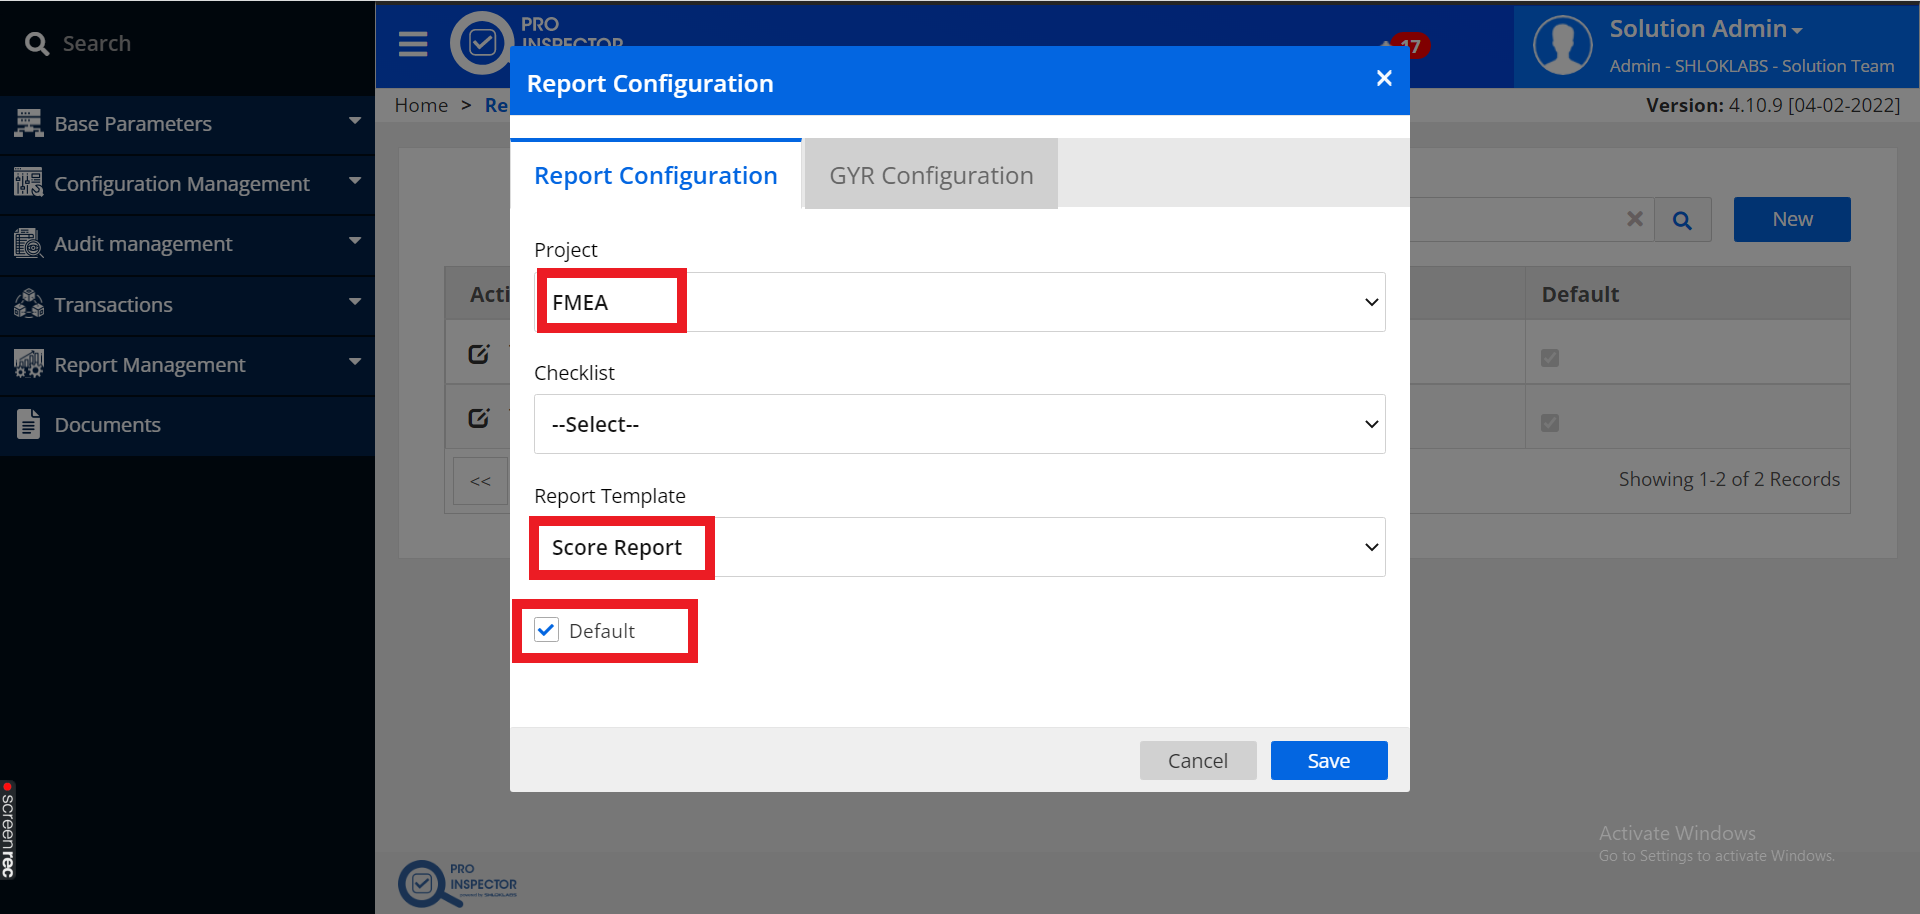 Search
Base Parameters
Configuration Management
Audit management
Transactions
Report Management
Documents
screenrec
PRO
INSPECTOR
17
Solution Admin
Admin - SHLOKLABS - Solution Team
Home > Re
Version: 4.10.9 [04-02-2022]
Report Configuration
×
Report Configuration
GYR Configuration
Project
FMEA
Checklist
--Select--
Report Template
Score Report
Default
Cancel
Save
New
Acti
Default
<<
Showing 1-2 of 2 Records
Activate Windows
Go to Settings to activate Windows.
PRO
INSPECTOR
powered by SHLOKLABS